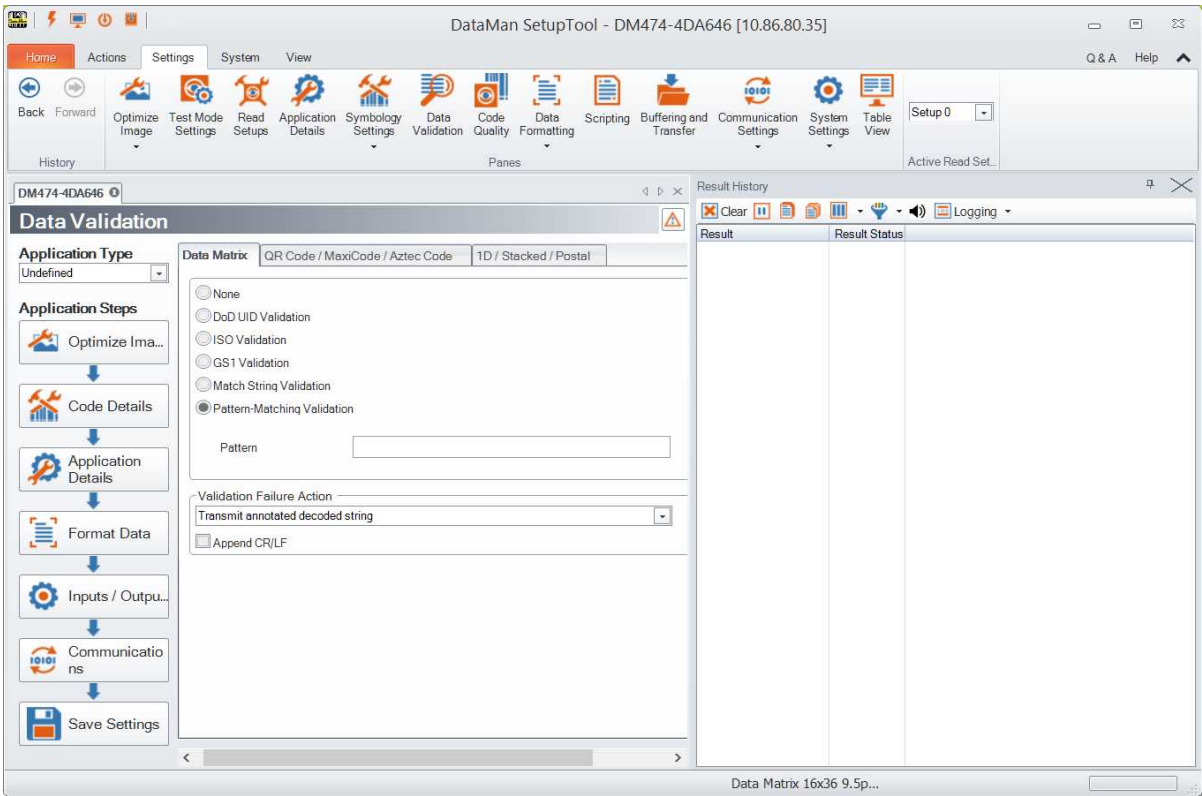 DataMan SetupTool - DM474-4DA646 [10.86.80.35]
Home Actions Settings System View Q & A Help
Back Forward
Optimize Image
Test Mode Settings
Read Setups
Application Details
Symbology Settings
Data Validation
Code Quality
Data Formatting
Scripting
Buffering and Transfer
Communication Settings
System Settings
Table View
Setup 0
History Panes Active Read Set...
DM474-4DA646
Data Validation
Application Type
Undefined
Application Steps
Optimize Ima...
Code Details
Application
Details
Format Data
Inputs / Outpu...
Communicatio
ns
Save Settings
Data Matrix QR Code / MaxiCode / Aztec Code 1D / Stacked / Postal
None
DoD UID Validation
ISO Validation
GS1 Validation
Match String Validation
Pattern-Matching Validation
Pattern
Validation Failure Action
Transmit annotated decoded string
Append CR/LF
Result History
Clear Logging
Result Result Status
Data Matrix 16x36 9.5p...